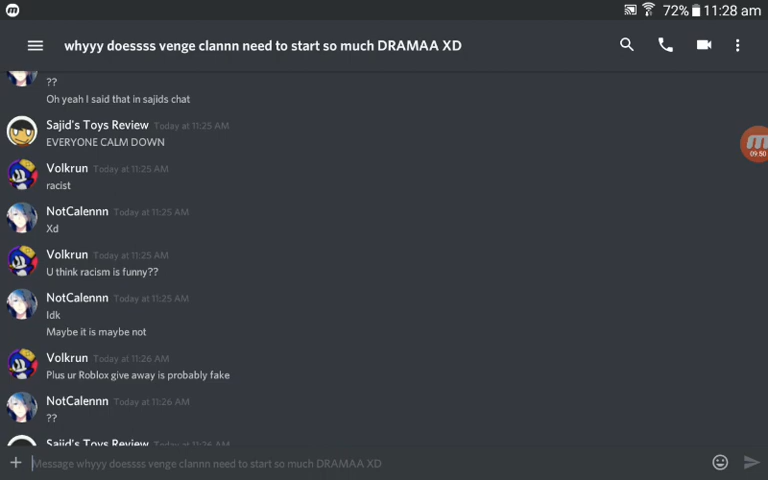 72% 11:28 am
whyyy doessss venge clannn need to start so much DRAMAA XD
??
Oh yeah I said that in sajids chat
Sajid's Toys Review Today at 11:25 AM
EVERYONE CALM DOWN
Volkrun Today at 11:25 AM
racist
NotCalennn Today at 11:25 AM
Xd
Volkrun Today at 11:25 AM
U think racism is funny??
NotCalennn Today at 11:25 AM
Idk
Maybe it is maybe not
Volkrun Today at 11:26 AM
Plus ur Roblox give away is probably fake
NotCalennn Today at 11:26 AM
??
Sajid's Toys Review Today at 11:26 AM
Message whyyy doessss venge clannn need to start so much DRAMAA XD
09:50